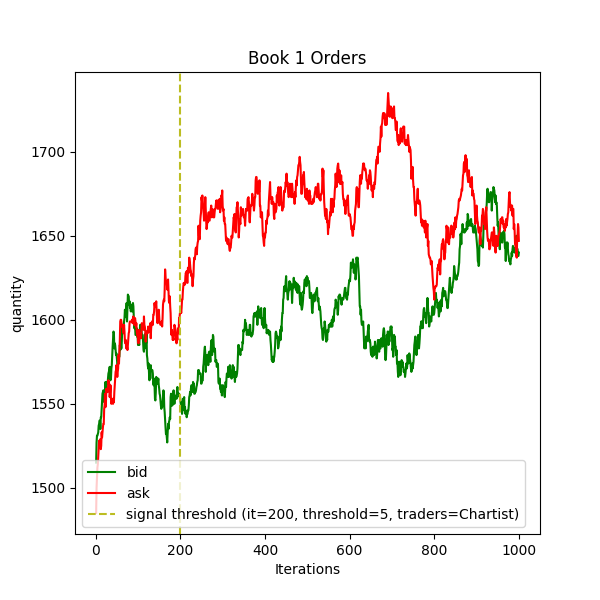 Book 1 Orders
quantity
1700
1650
1600
1550
1500
bid
ask
signal threshold (it=200, threshold=5, traders=Chartist)
0 200 400 600 800 1000
Iterations